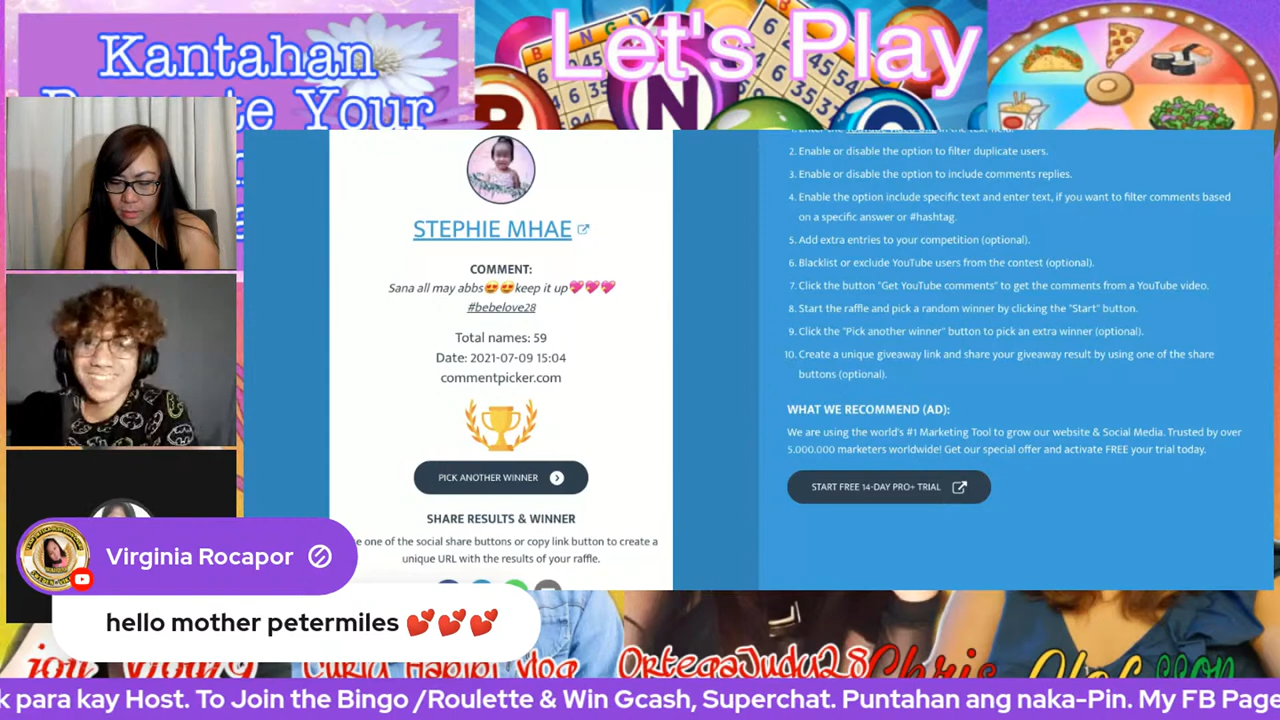 Kantahan
Let's Play
Your
B
N
STEPHIE MHAE
COMMENT:
Sana all may abbs😍😍keep it up💖💖💖
#bebelove28
Total names: 59
Date: 2021-07-09 15:04
commentpicker.com
PICK ANOTHER WINNER
SHARE RESULTS & WINNER
one of the social share buttons or copy link button to create a
unique URL with the results of your raffle.
2. Enable or disable the option to filter duplicate users.
3. Enable or disable the option to include comments replies.
4. Enable the option include specific text and enter text, if you want to filter comments based
on a specific answer or #hashtag.
5. Add extra entries to your competition (optional).
6. Blacklist or exclude YouTube users from the contest (optional).
7. Click the button "Get YouTube comments" to get the comments from a YouTube video.
8. Start the raffle and pick a random winner by clicking the "Start" button.
9. Click the "Pick another winner" button to pick an extra winner (optional).
10. Create a unique giveaway link and share your giveaway result by using one of the share
buttons (optional).
WHAT WE RECOMMEND (AD):
We are using the world's #1 Marketing Tool to grow our website & Social Media. Trusted by over
5.000.000 marketers worldwide! Get our special offer and activate FREE your trial today.
START FREE 14-DAY PRO+ TRIAL
Virginia Rocapor
hello mother petermiles 💕💕💕
Curly Habibi Vlog
OrtegaJudy28
Chris
k para kay Host. To Join the Bingo /Roulette & Win Gcash, Superchat. Puntahan ang naka-Pin. My FB Page